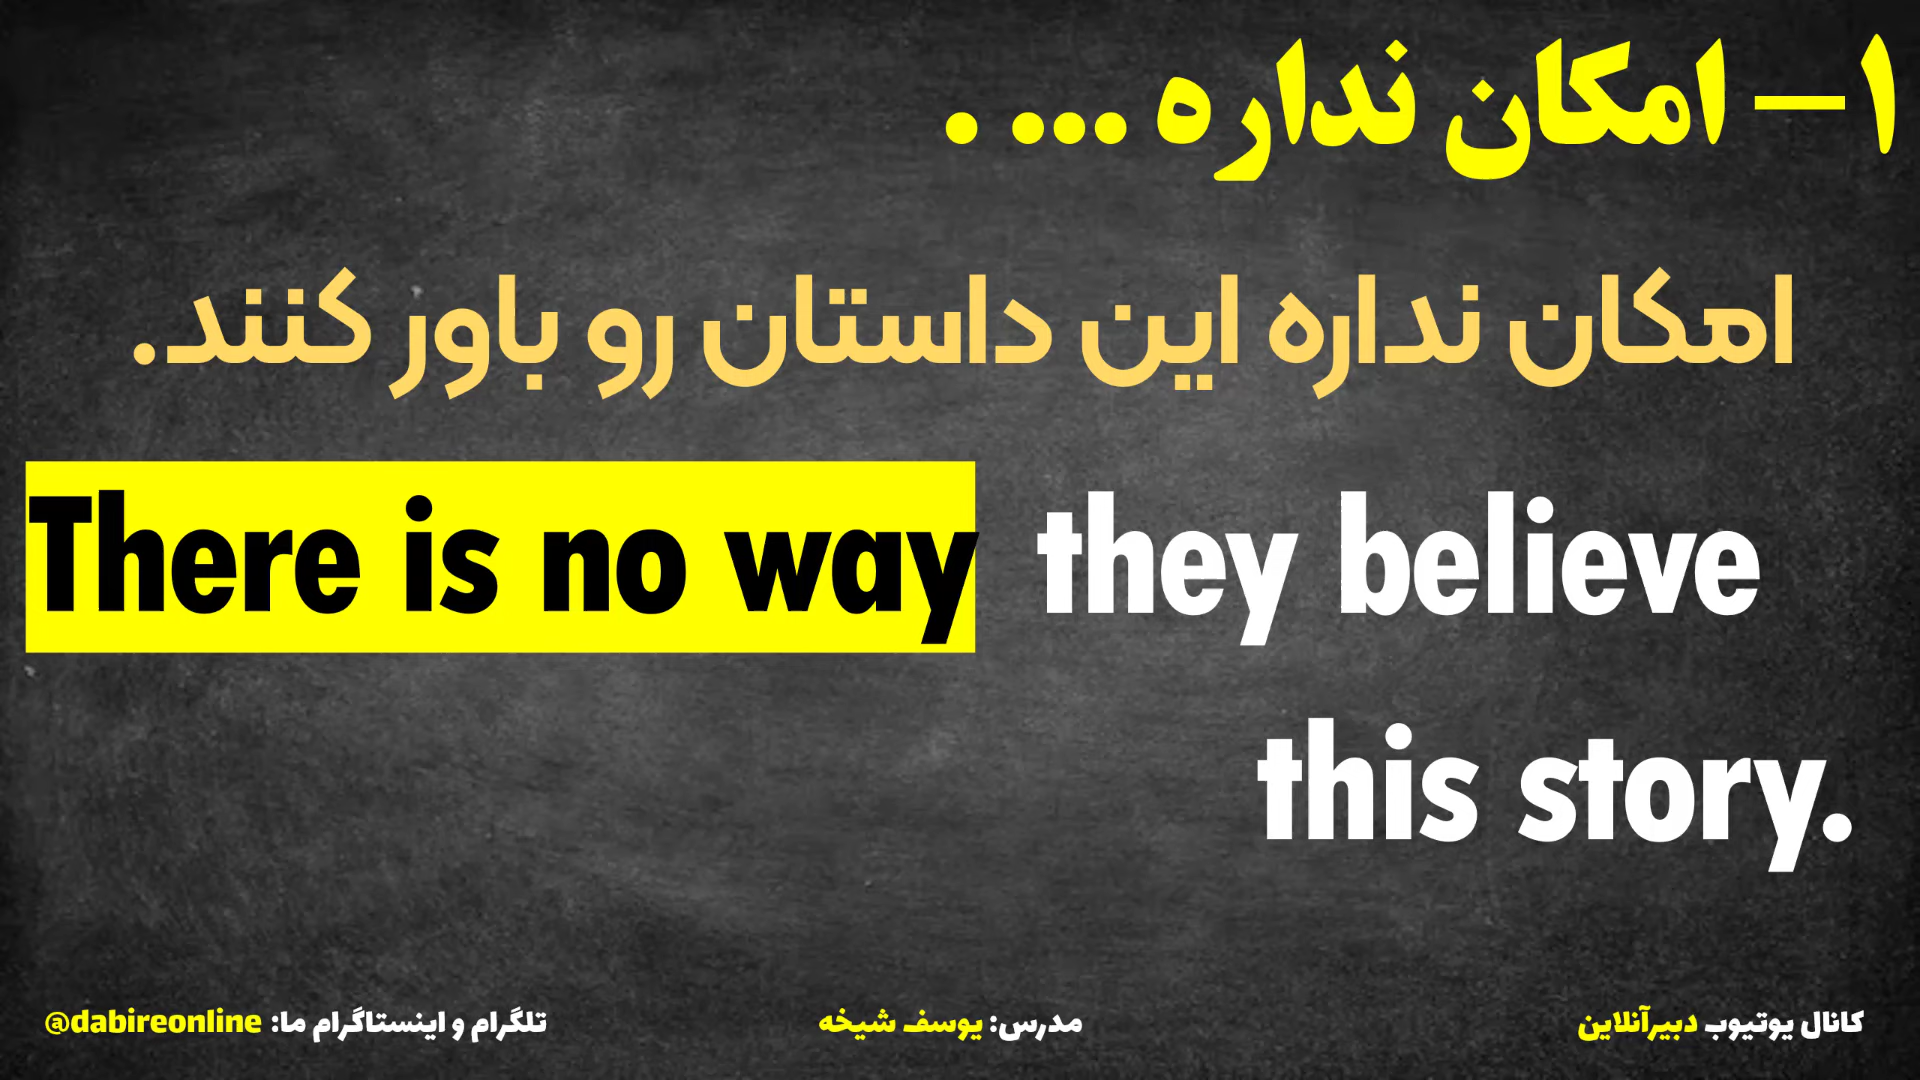 ۱– امکان نداره ... .
امکان نداره این داستان رو باور کنند.
There is no way they believe
this story.
کانال یوتیوب دبیرآنلاین
مدرس: یوسف شیخه
تلگرام و اینستاگرام ما: @dabireonline